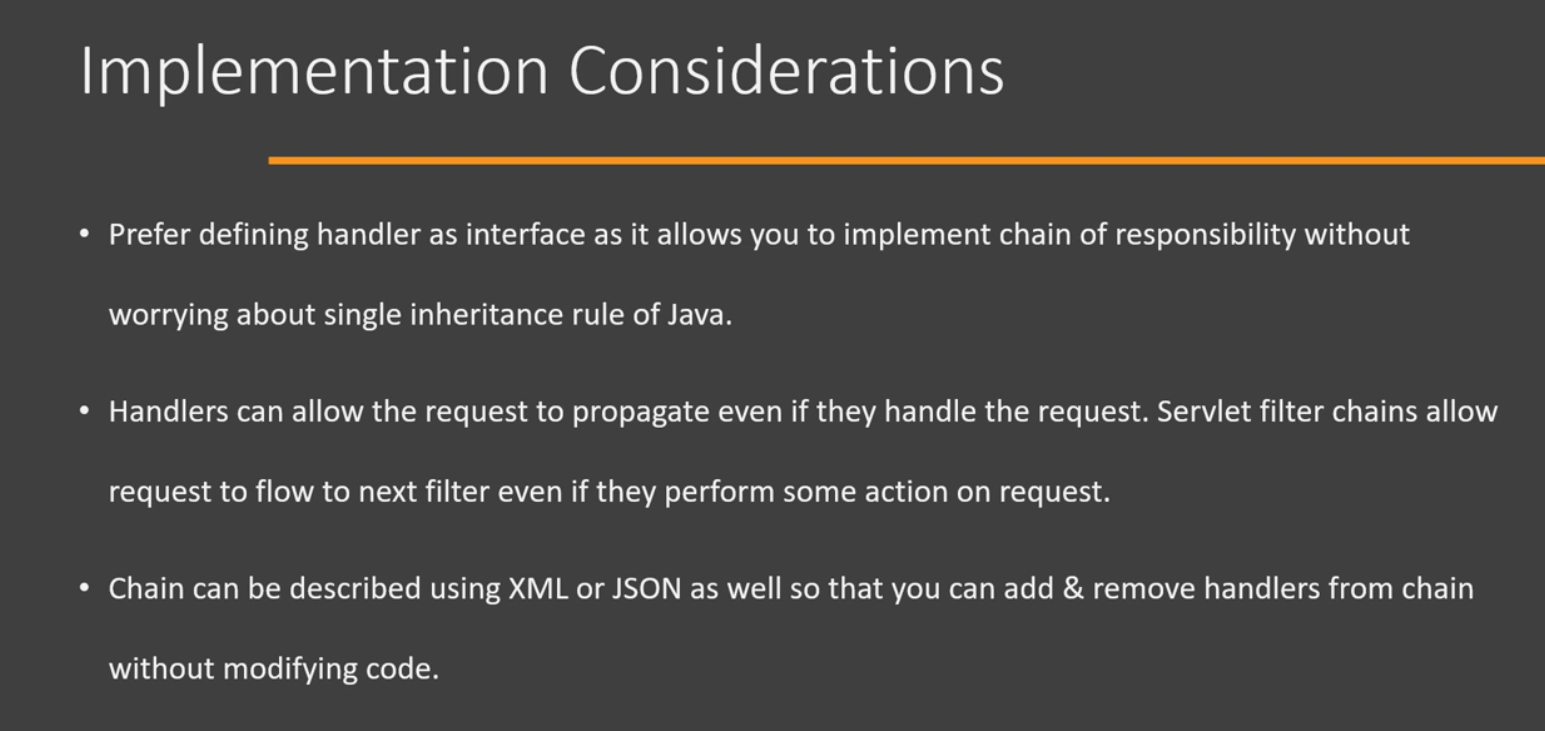 Implementation Considerations
• Prefer defining handler as interface as it allows you to implement chain of responsibility without
worrying about single inheritance rule of Java.
• Handlers can allow the request to propagate even if they handle the request. Servlet filter chains allow
request to flow to next filter even if they perform some action on request.
• Chain can be described using XML or JSON as well so that you can add & remove handlers from chain
without modifying code.